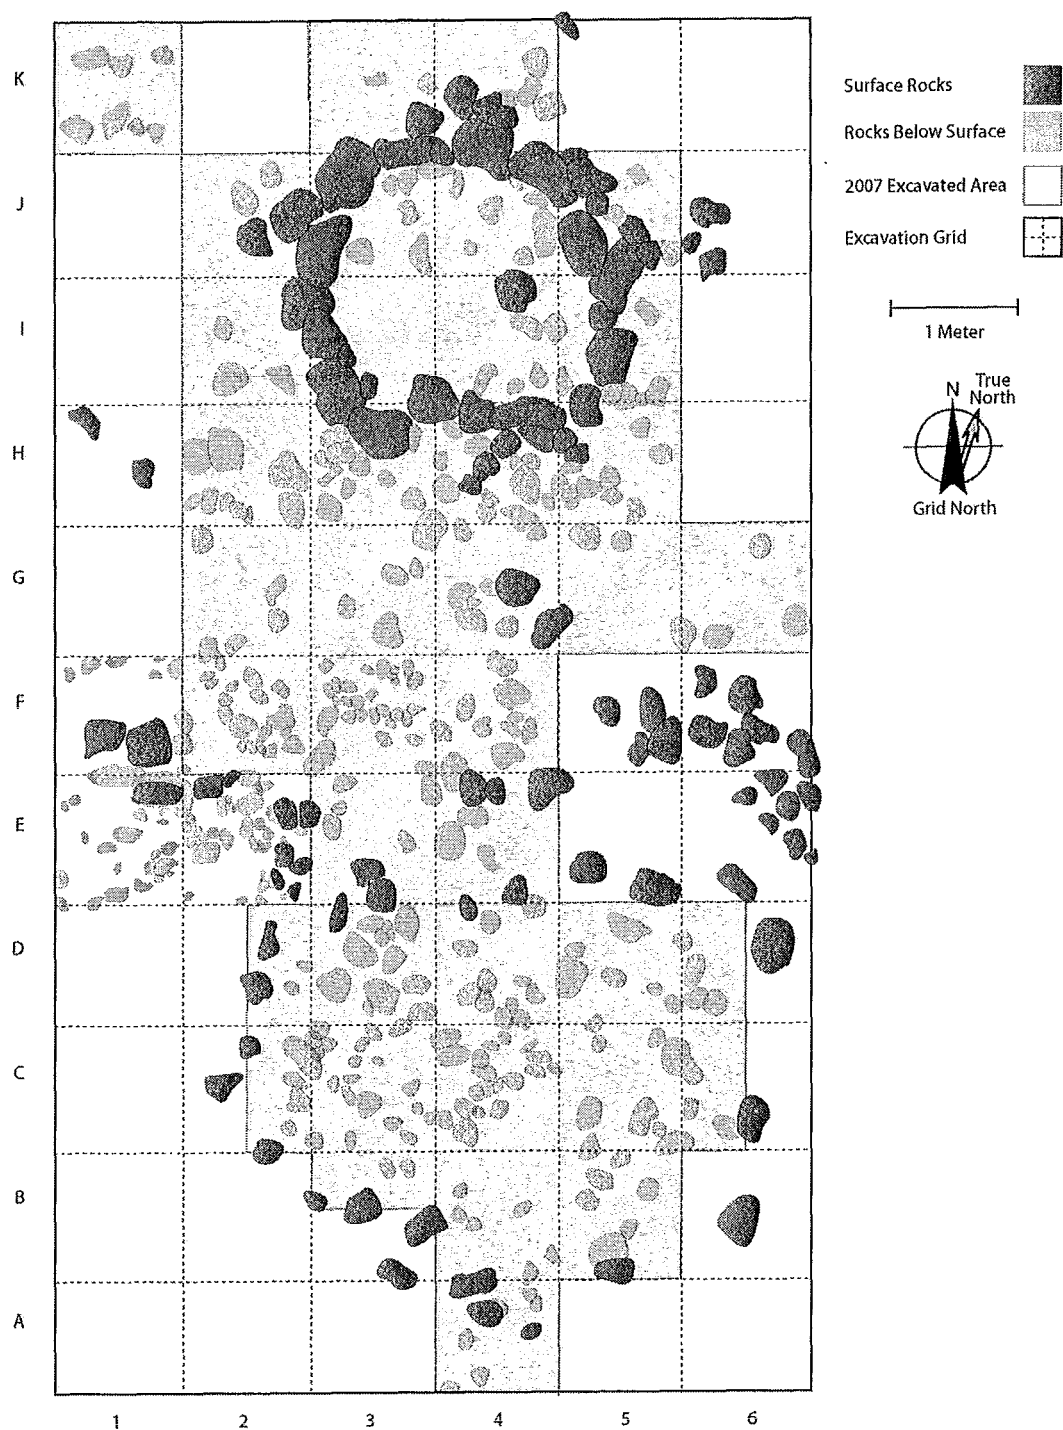 K
J
I
H
G
F
E
D
C
B
A
1 2 3 4 5 6
Surface Rocks
Rocks Below Surface
2007 Excavated Area
Excavation Grid
1 Meter
N
True
North
Grid North